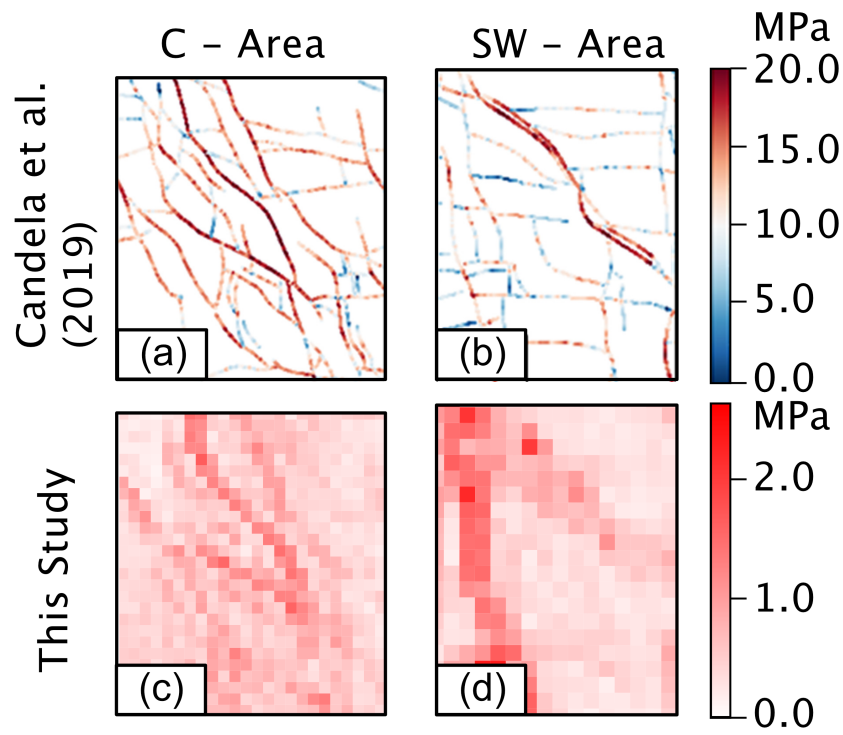 C – Area
SW – Area
MPa
20.0
15.0
10.0
5.0
0.0
Candela et al.
(2019)
(a)
(b)
MPa
2.0
1.0
0.0
This Study
(c)
(d)